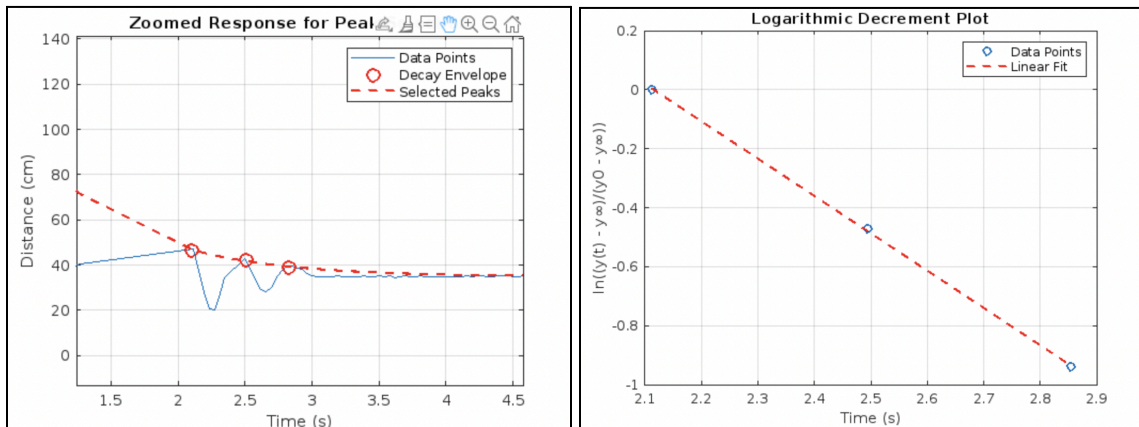 Zoomed Response for Peak
140
120
100
80
60
40
20
0
Distance (cm)
1.5
2
2.5
3
3.5
4
4.5
Time (s)
Data Points
Decay Envelope
Selected Peaks
Logarithmic Decrement Plot
0.2
0
-0.2
-0.4
-0.6
-0.8
-1
ln((y(t) - y∞)/(y0 - y∞))
2.1
2.2
2.3
2.4
2.5
2.6
2.7
2.8
2.9
Time (s)
Data Points
Linear Fit